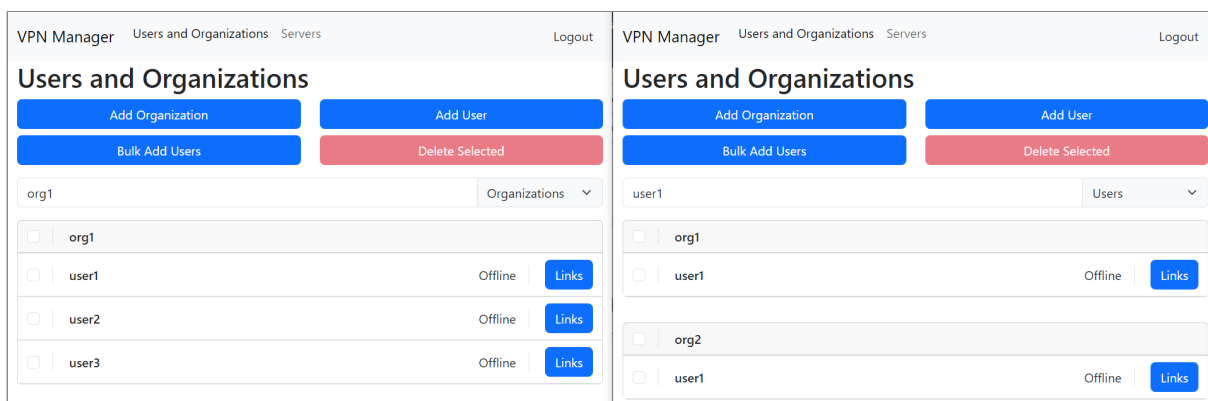 VPN Manager Users and Organizations Servers Logout
Users and Organizations
Add Organization Add User
Bulk Add Users Delete Selected
org1 Organizations
org1
user1 Offline Links
user2 Offline Links
user3 Offline Links
VPN Manager Users and Organizations Servers Logout
Users and Organizations
Add Organization Add User
Bulk Add Users Delete Selected
user1 Users
org1
user1 Offline Links
org2
user1 Offline Links